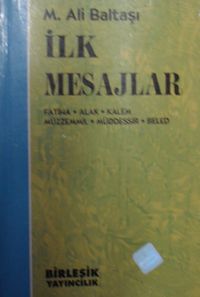 M. Ali Baltaşı
İLK
MESAJLAR
FATİHA • ALAK • KALEM
MÜZZEMMİL • MÜDDESSİR • BELED
BİRLEŞİK
YAYINCILIK